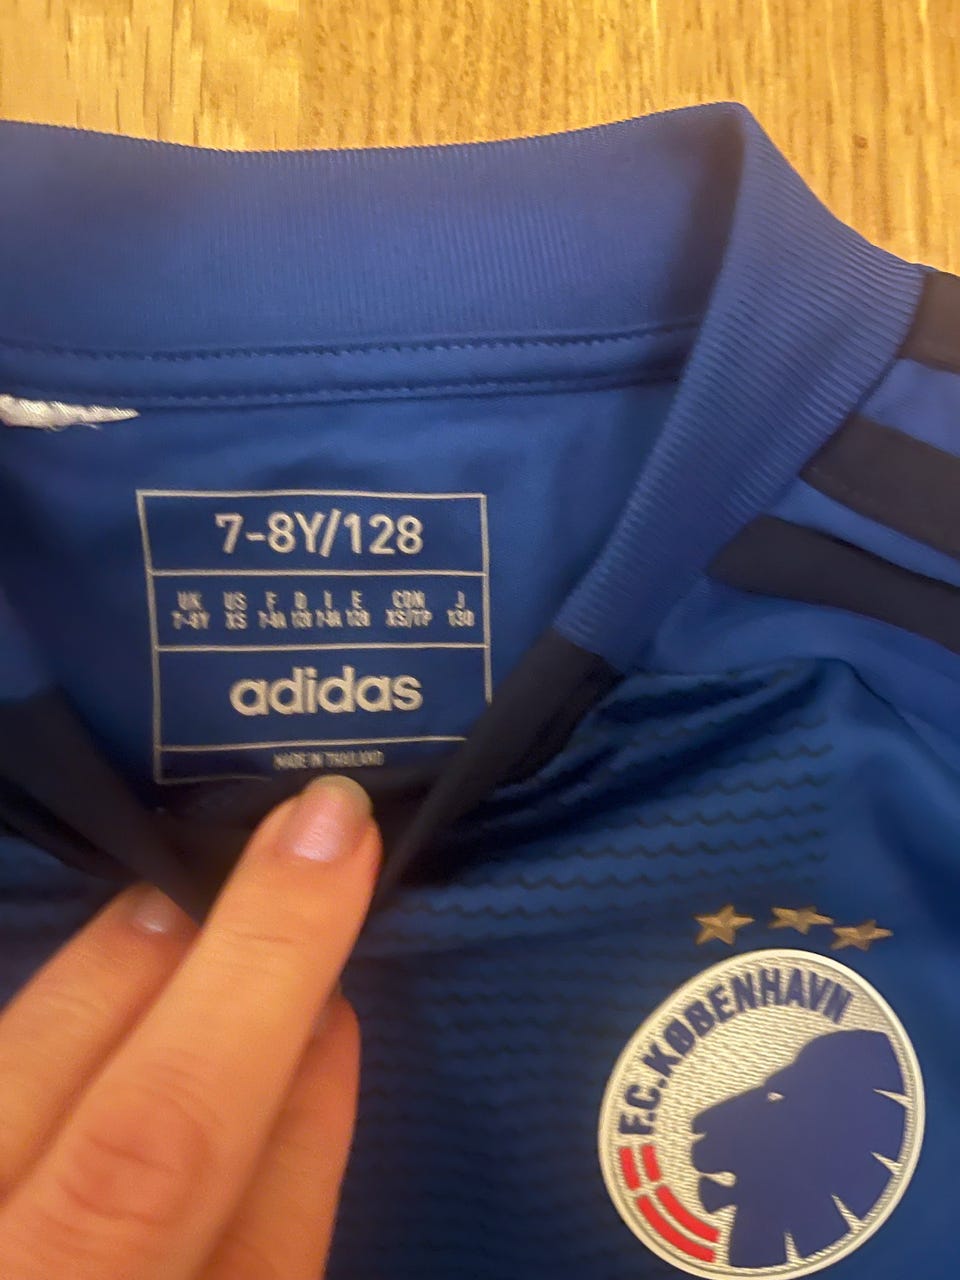 7-8Y/128
UK US F D I E CDN J
7-8Y XS 7-8A 128 7-8A 128 XS/TP 130
adidas
MADE IN THAILAND
F.C. KØBENHAVN